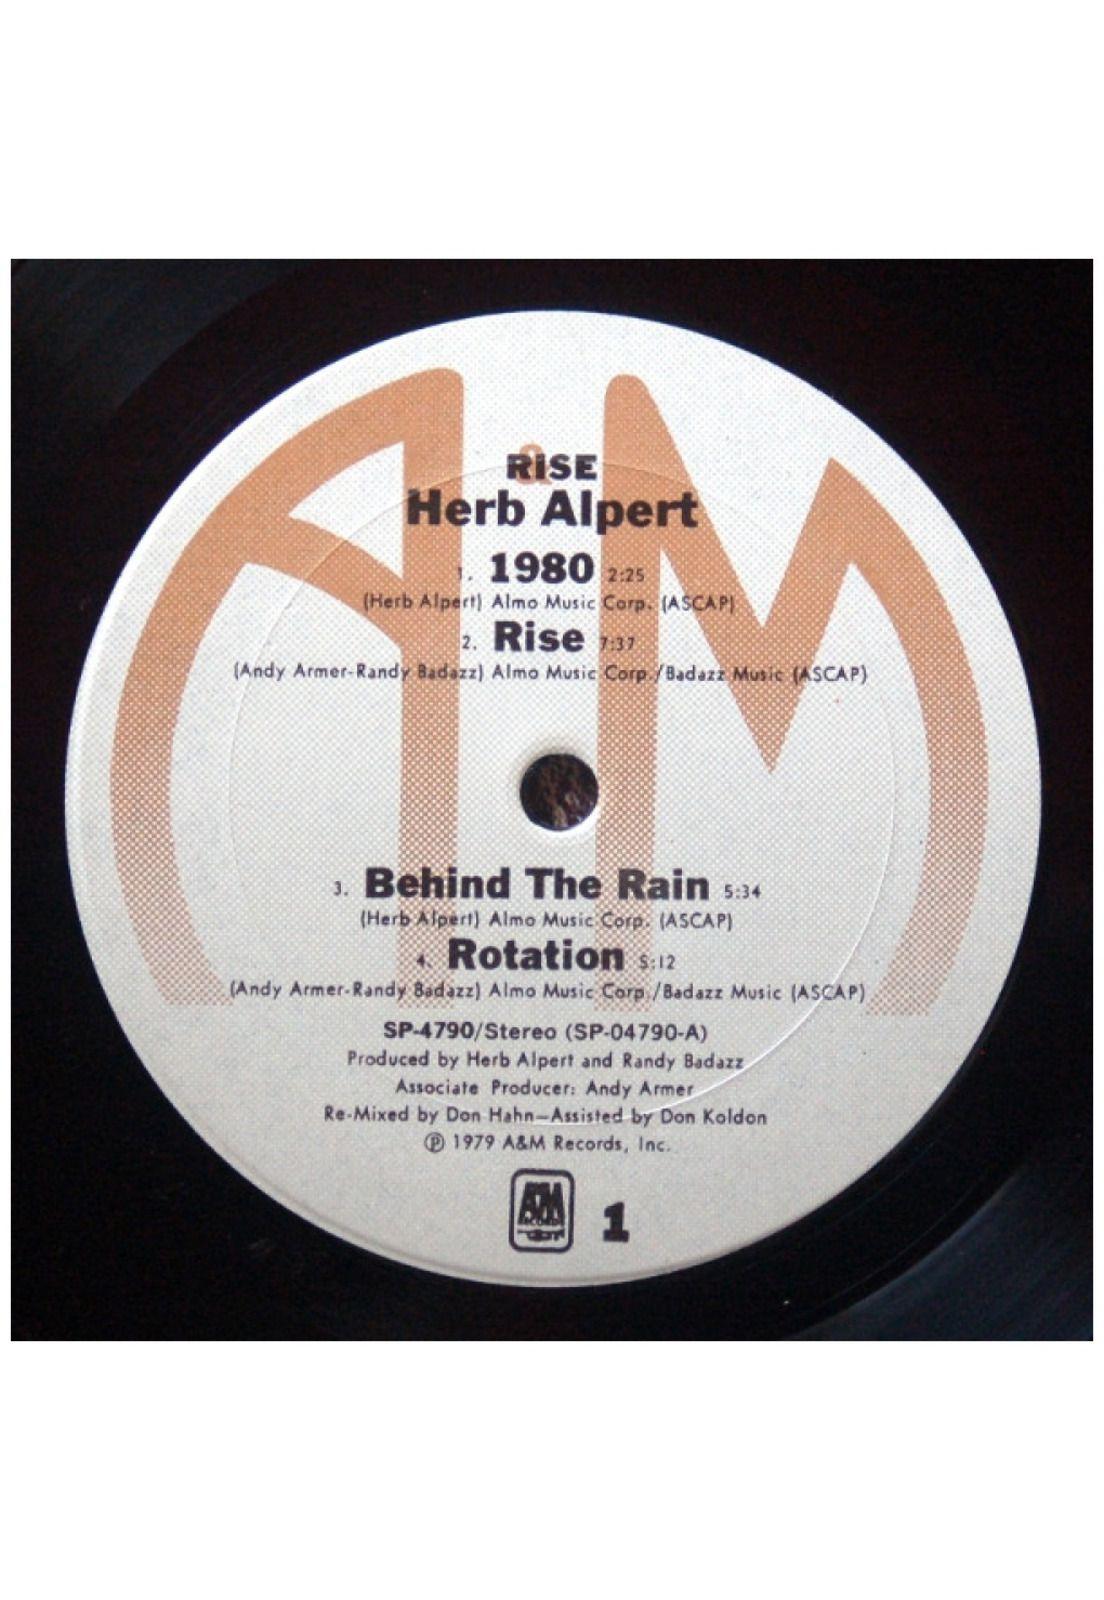 A&M
RISE
Herb Alpert
1. 1980 2:25
(Herb Alpert) Almo Music Corp. (ASCAP)
2. Rise 7:37
(Andy Armer-Randy Badazz) Almo Music Corp./Badazz Music (ASCAP)
3. Behind The Rain 5:34
(Herb Alpert) Almo Music Corp. (ASCAP)
4. Rotation 5:12
(Andy Armer-Randy Badazz) Almo Music Corp./Badazz Music (ASCAP)
SP-4790/Stereo (SP-04790-A)
Produced by Herb Alpert and Randy Badazz
Associate Producer: Andy Armer
Re-Mixed by Don Hahn—Assisted by Don Koldon
℗ 1979 A&M Records, Inc.
A&M RECORDS 1